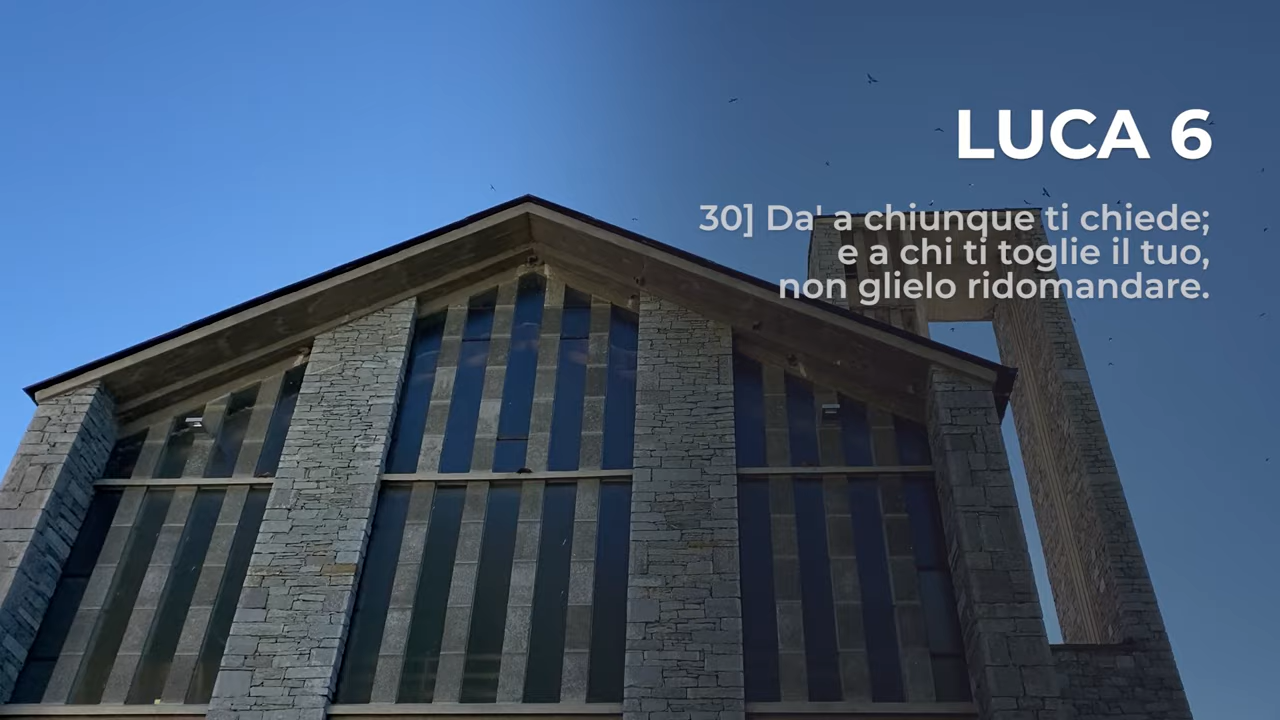 LUCA 6
30] Da' a chiunque ti chiede;
e a chi ti toglie il tuo,
non glielo ridomandare.